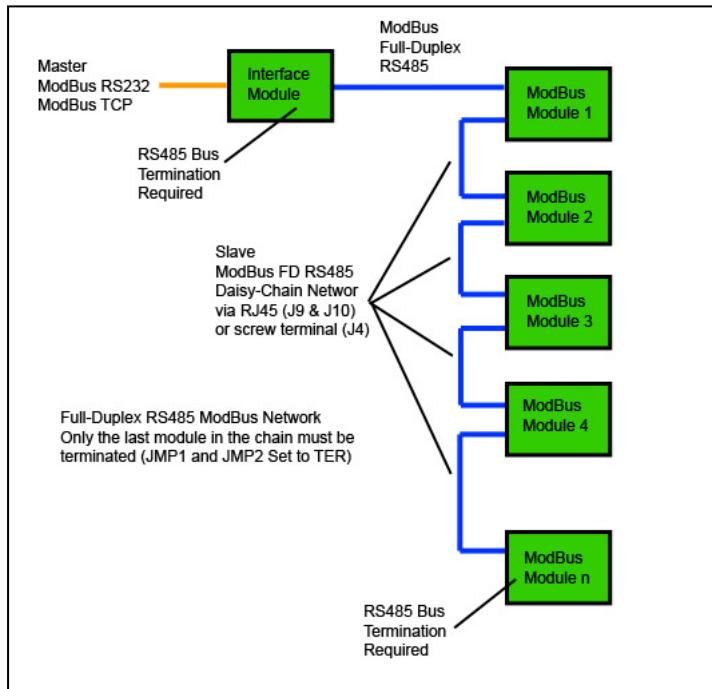 ModBus
Full-Duplex
RS485
Master
ModBus RS232
ModBus TCP
Interface
Module
ModBus
Module 1
RS485 Bus
Termination
Required
ModBus
Module 2
Slave
ModBus FD RS485
Daisy-Chain Networ
via RJ45 (J9 & J10)
or screw terminal (J4)
ModBus
Module 3
Full-Duplex RS485 ModBus Network
Only the last module in the chain must be
terminated (JMP1 and JMP2 Set to TER)
ModBus
Module 4
ModBus
Module n
RS485 Bus
Termination
Required